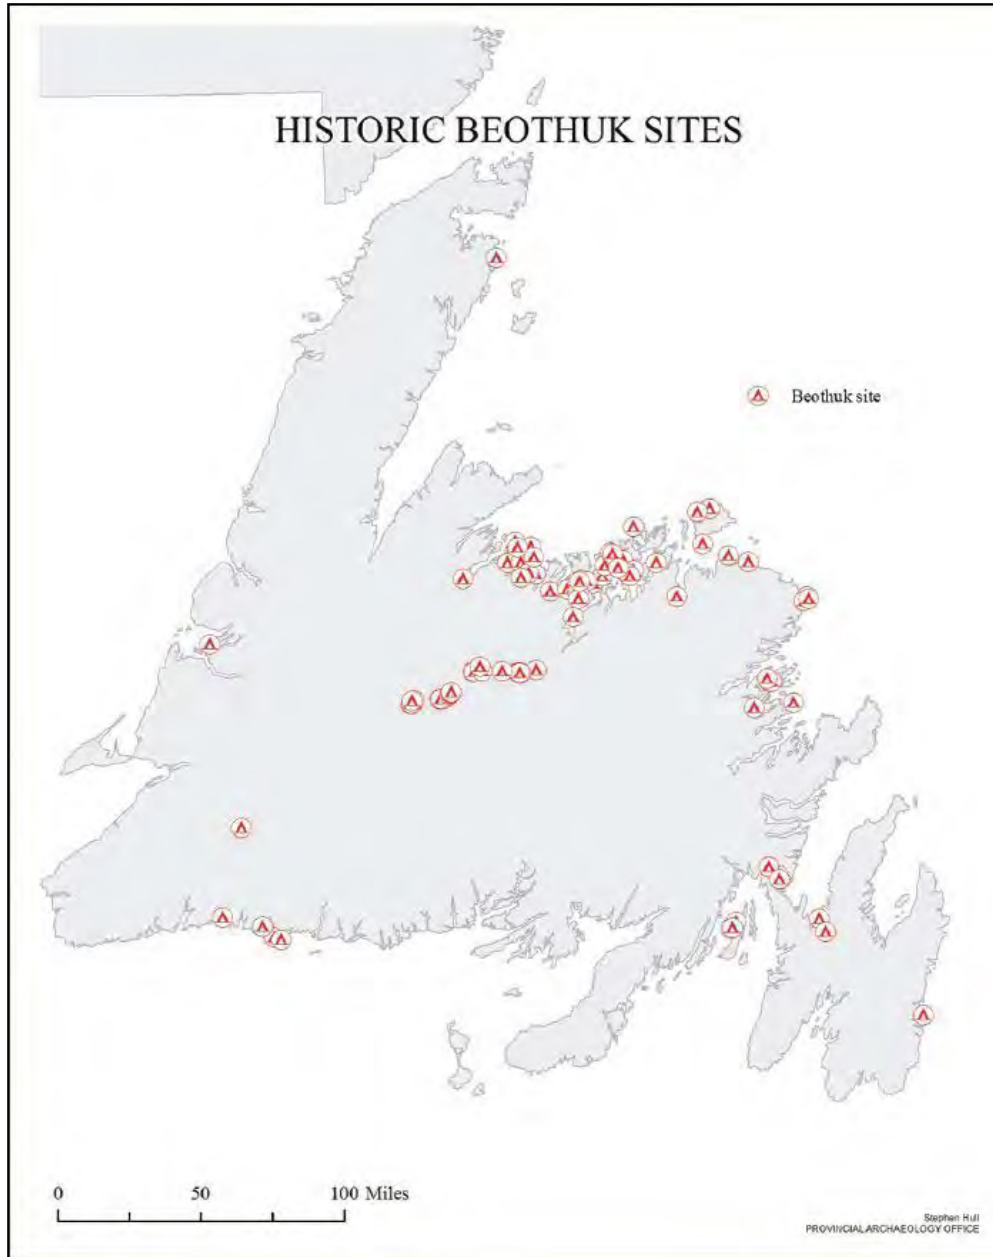 HISTORIC BEOTHUK SITES
Beothuk site
0 50 100 Miles
Stephen Hull
PROVINCIAL ARCHAEOLOGY OFFICE